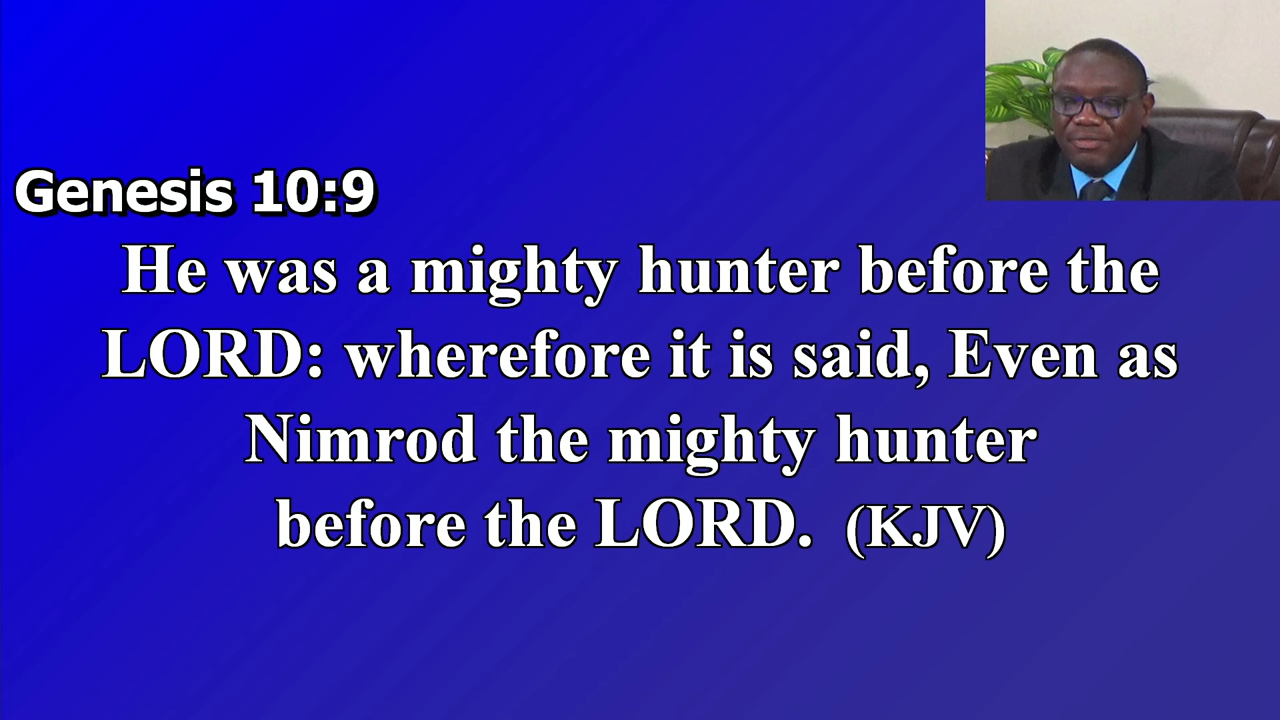 Genesis 10:9
He was a mighty hunter before the
LORD: wherefore it is said, Even as
Nimrod the mighty hunter
before the LORD. (KJV)